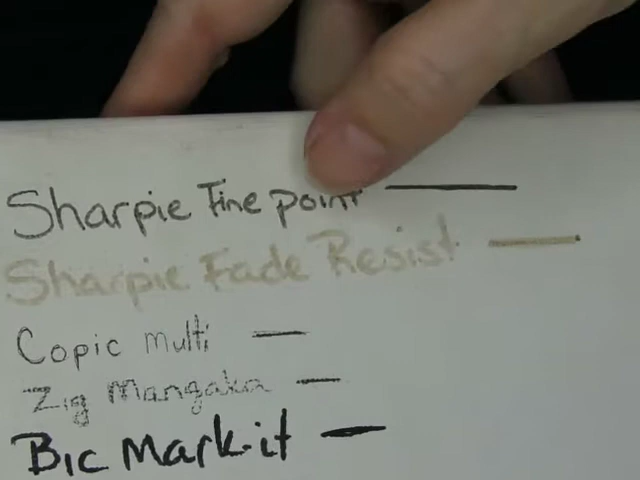 Sharpie Fine point
Sharpie Fade Resist
Copic multi
Zig Mangaka
Bic Mark-it